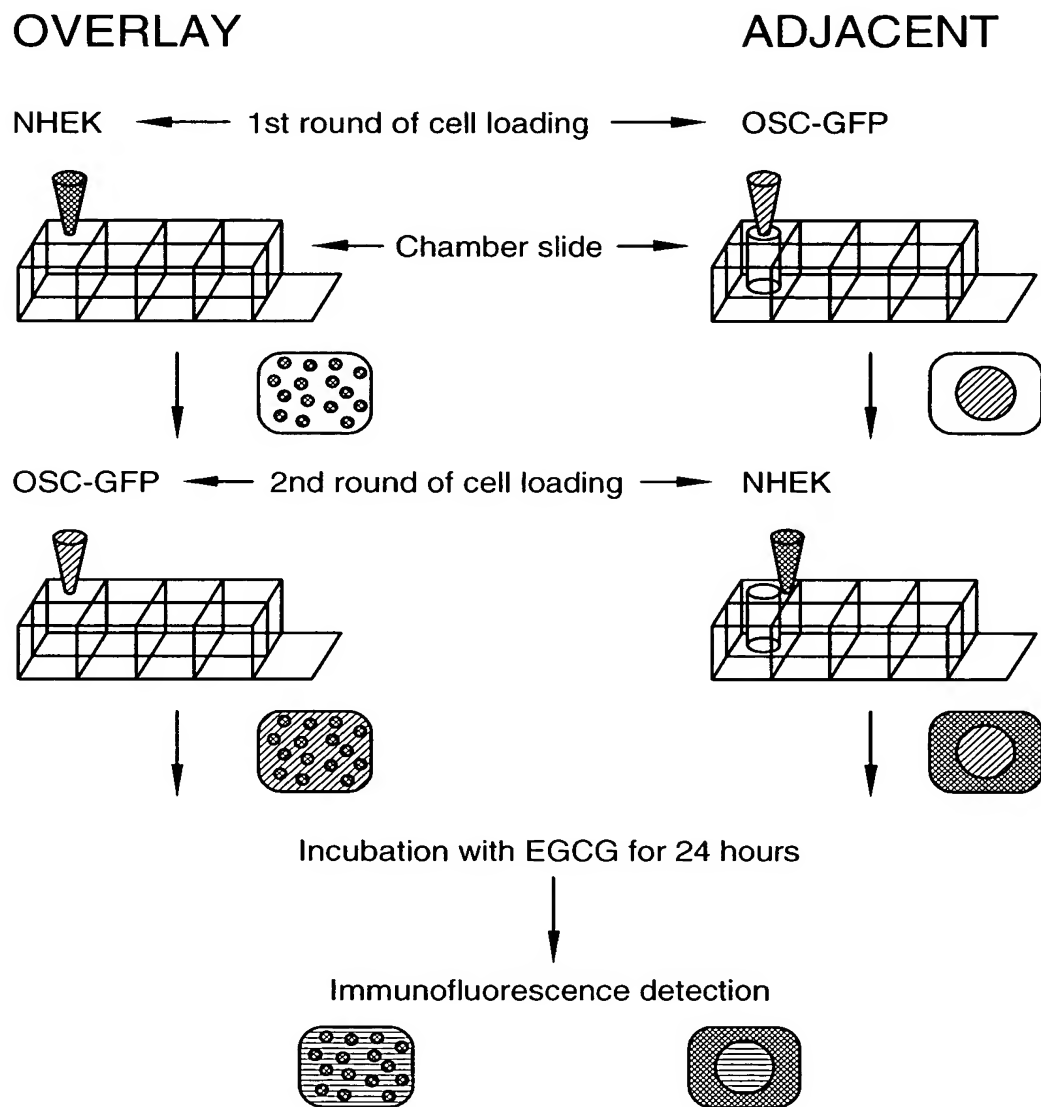 OVERLAY
ADJACENT
NHEK
1st round of cell loading
OSC-GFP
Chamber slide
OSC-GFP
2nd round of cell loading
NHEK
Incubation with EGCG for 24 hours
Immunofluorescence detection